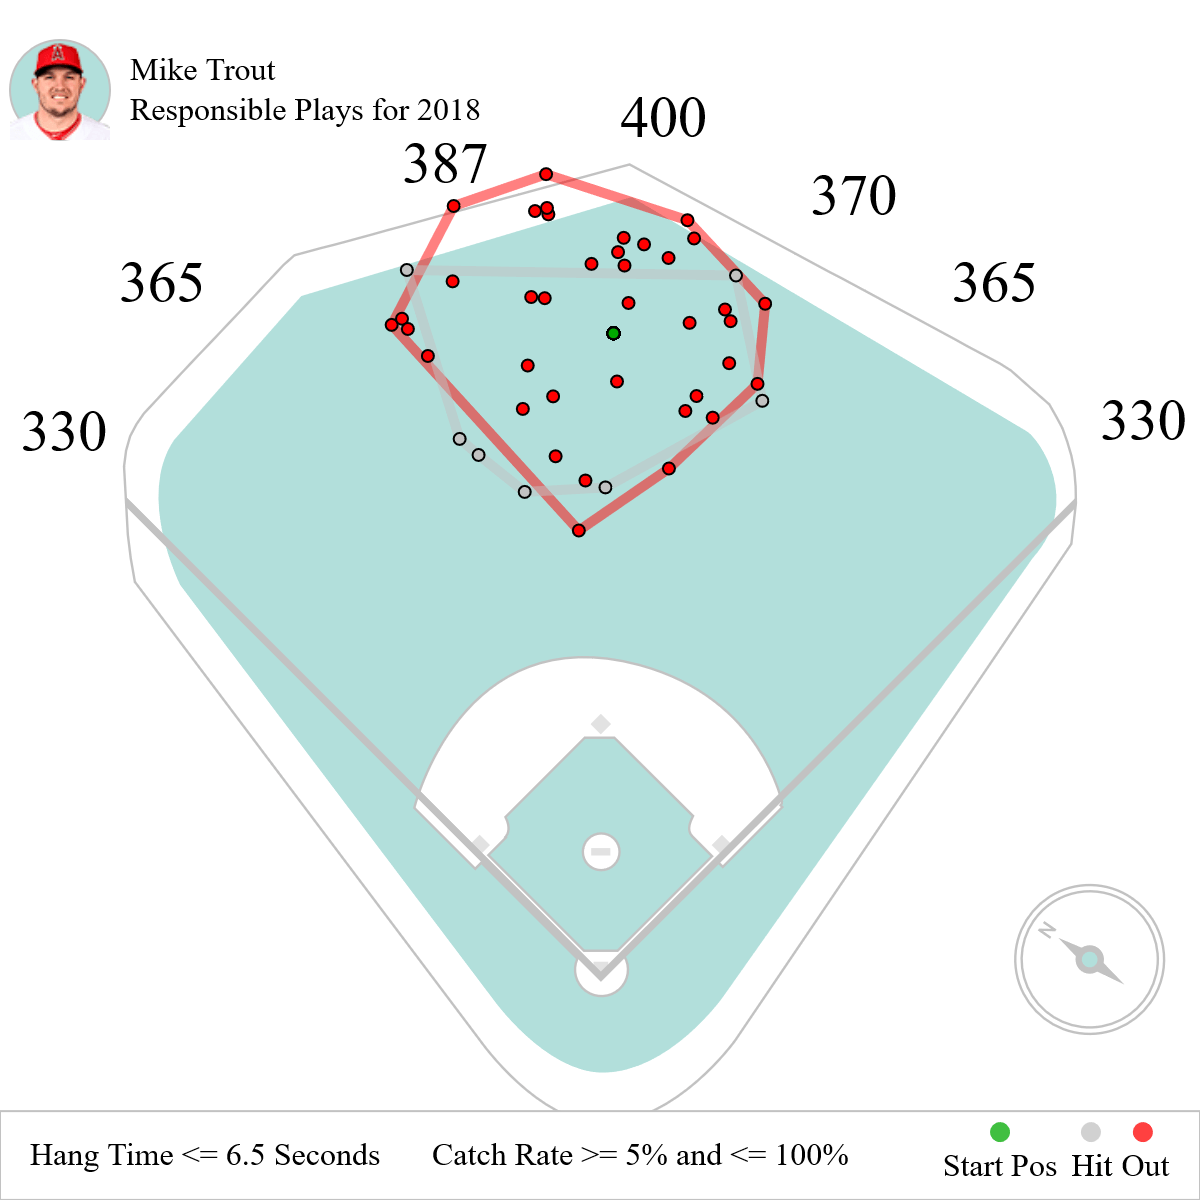 Mike Trout
Responsible Plays for 2018
400
387
370
365
365
330
330
N
Hang Time <= 6.5 Seconds
Catch Rate >= 5% and <= 100%
Start Pos
Hit
Out